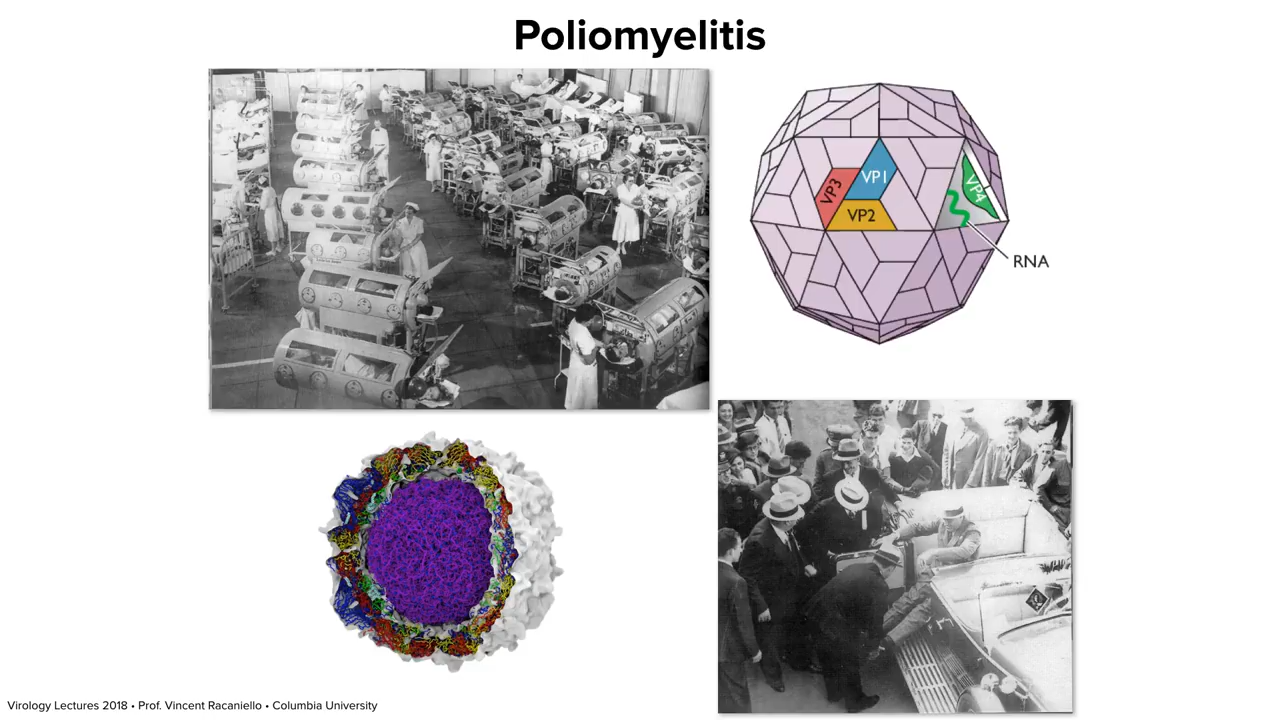 Poliomyelitis
VP3
VP1
VP2
VP4
RNA
Virology Lectures 2018 • Prof. Vincent Racaniello • Columbia University